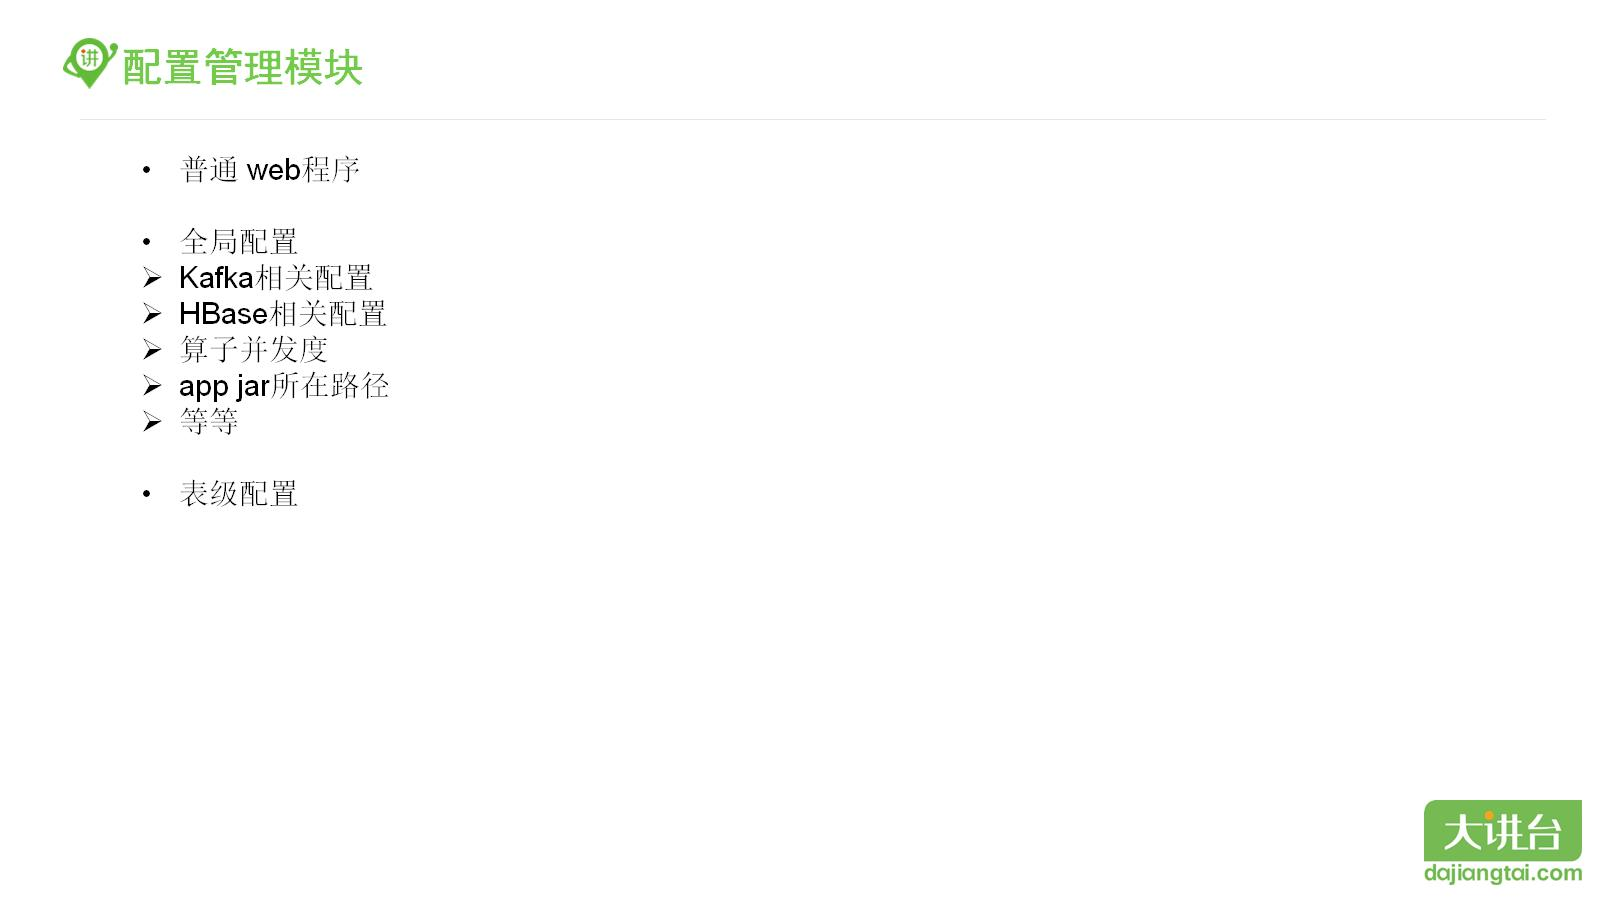 讲 配置管理模块
• 普通 web程序
• 全局配置
➢ Kafka相关配置
➢ HBase相关配置
➢ 算子并发度
➢ app jar所在路径
➢ 等等
• 表级配置
大讲台
dajiangtai.com